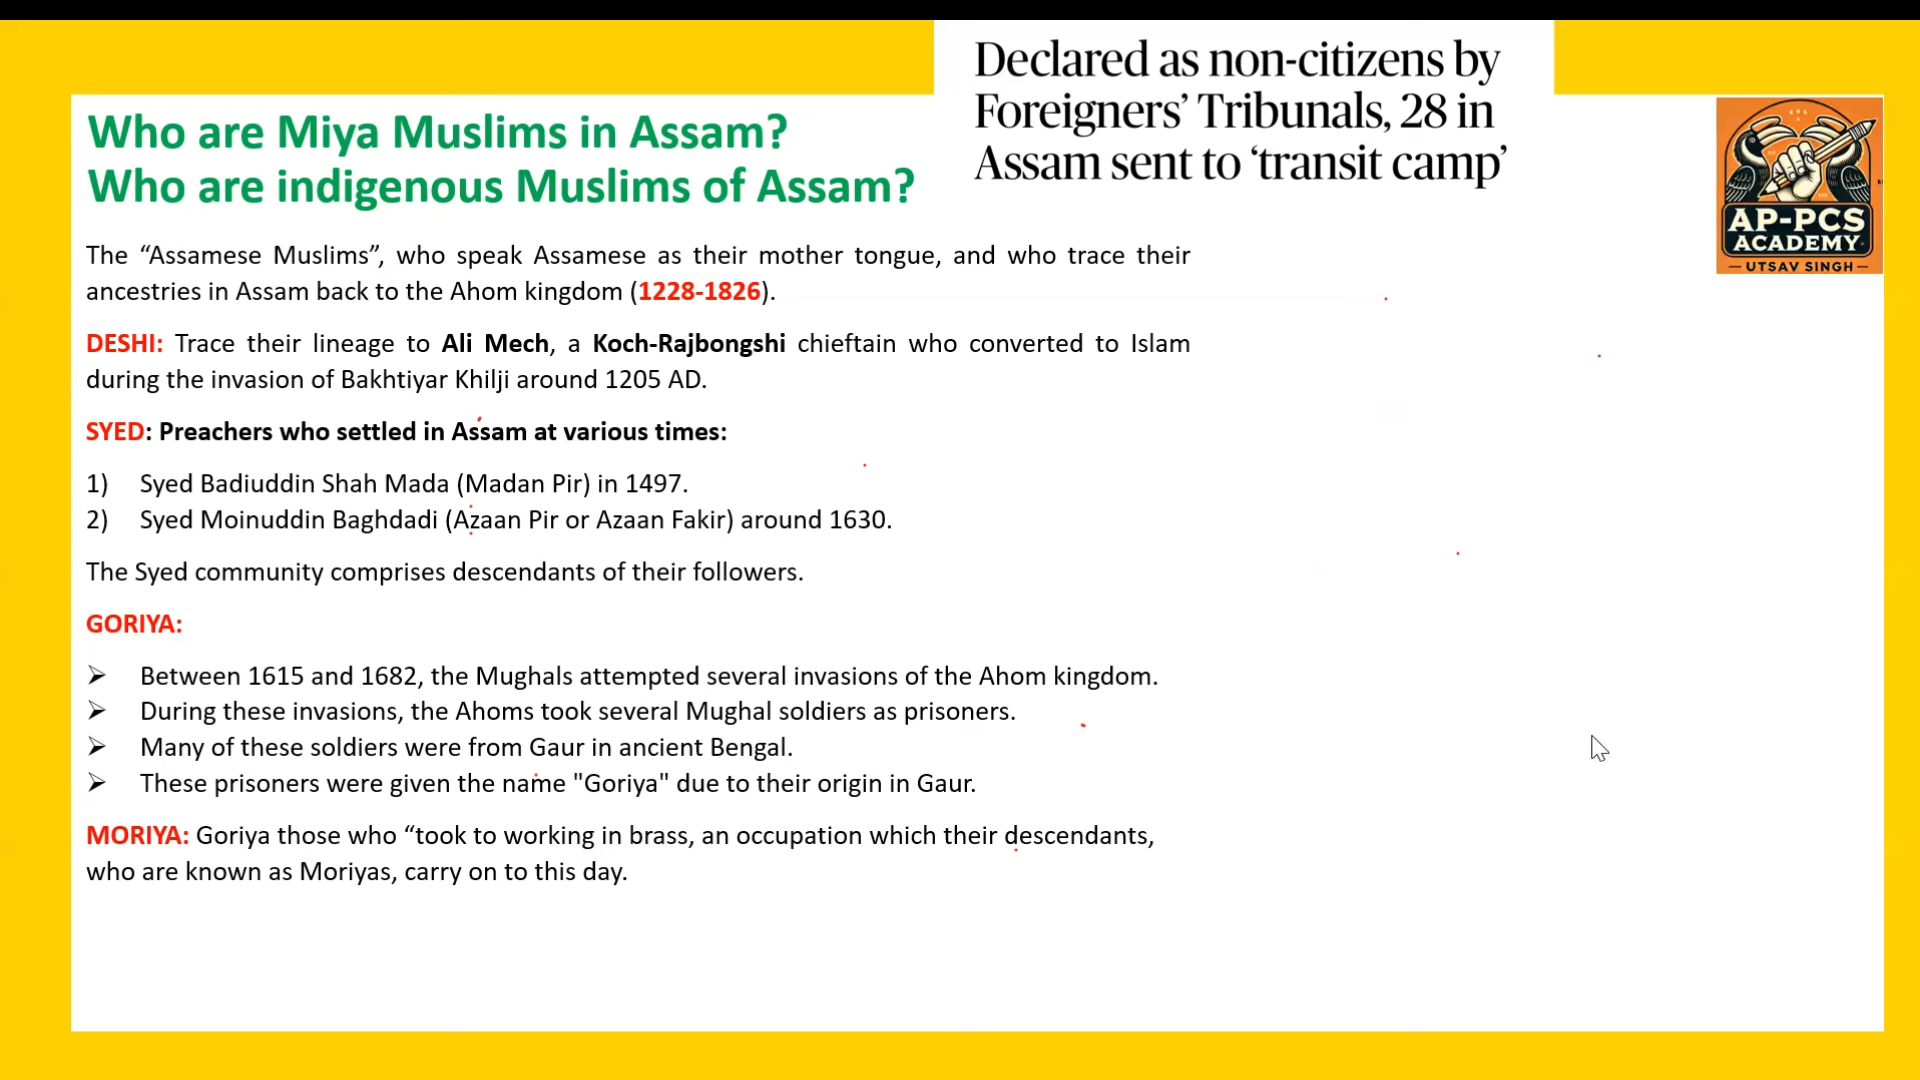 Declared as non-citizens by
Foreigners’ Tribunals, 28 in
Assam sent to ‘transit camp’
Who are Miya Muslims in Assam?
Who are indigenous Muslims of Assam?
AP-PCS
ACADEMY
— UTSAV SINGH —
The “Assamese Muslims”, who speak Assamese as their mother tongue, and who trace their
ancestries in Assam back to the Ahom kingdom (1228-1826).
DESHI: Trace their lineage to Ali Mech, a Koch-Rajbongshi chieftain who converted to Islam
during the invasion of Bakhtiyar Khilji around 1205 AD.
SYED: Preachers who settled in Assam at various times:
1) Syed Badiuddin Shah Mada (Madan Pir) in 1497.
2) Syed Moinuddin Baghdadi (Azaan Pir or Azaan Fakir) around 1630.
The Syed community comprises descendants of their followers.
GORIYA:
➢ Between 1615 and 1682, the Mughals attempted several invasions of the Ahom kingdom.
➢ During these invasions, the Ahoms took several Mughal soldiers as prisoners.
➢ Many of these soldiers were from Gaur in ancient Bengal.
➢ These prisoners were given the name "Goriya" due to their origin in Gaur.
MORIYA: Goriya those who “took to working in brass, an occupation which their descendants,
who are known as Moriyas, carry on to this day.